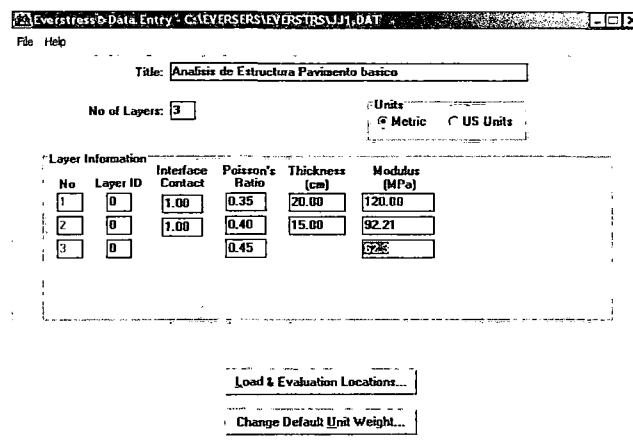 Everstress© Data Entry - C:\EVERSERS\EVERSTRS\JJ1.DAT
File Help
Title: Analisis de Estructura Pavimento basico
No of Layers: 3
Units
Metric US Units
Layer Information
No Layer ID Interface Contact Poisson's Ratio Thickness (cm) Modulus (MPa)
1 0 1.00 0.35 20.00 120.00
2 0 1.00 0.40 15.00 92.21
3 0 0.45 62.3
Load & Evaluation Locations...
Change Default Unit Weight...